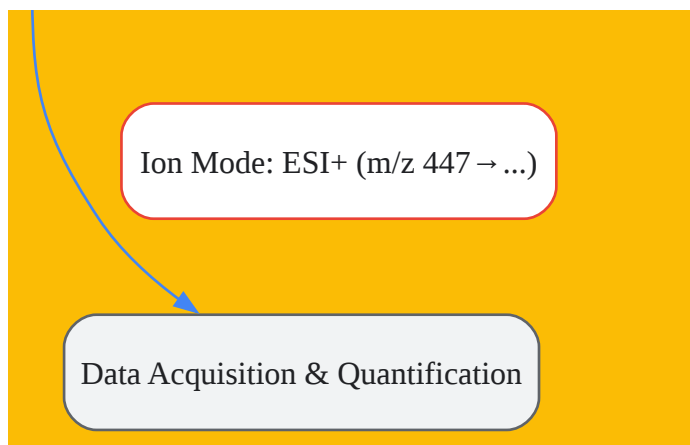 Ion Mode: ESI+ (m/z 447→...)
Data Acquisition & Quantification